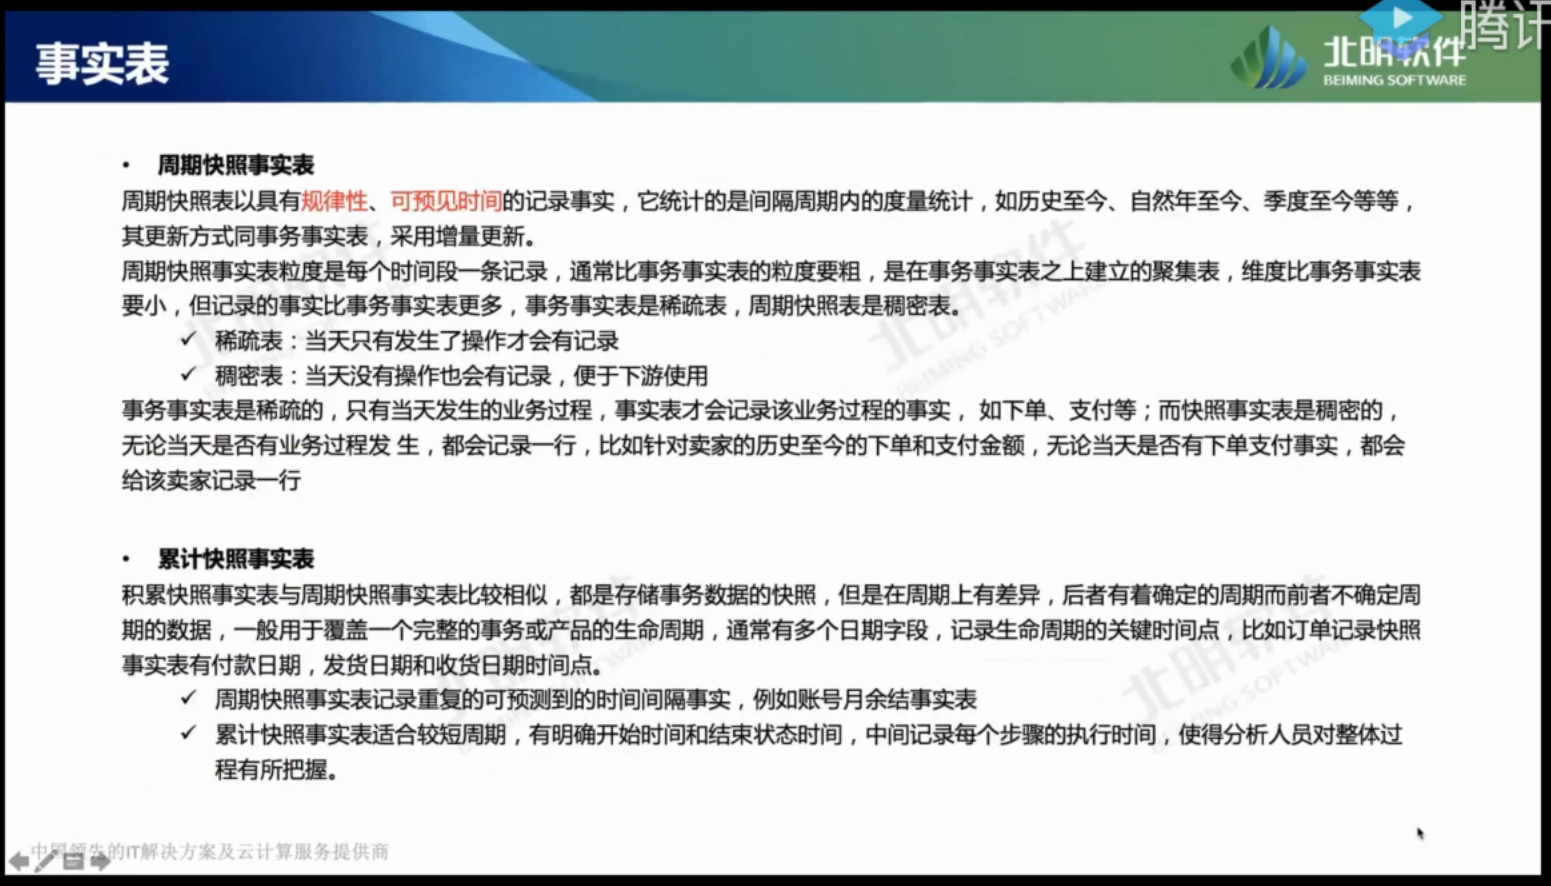 事实表
北明软件
BEIMING SOFTWARE
腾讯
• 周期快照事实表
周期快照表以具有规律性、可预见时间的记录事实，它统计的是间隔周期内的度量统计，如历史至今、自然年至今、季度至今等等，
其更新方式同事务事实表，采用增量更新。
周期快照事实表粒度是每个时间段一条记录，通常比事务事实表的粒度要粗，是在事务事实表之上建立的聚集表，维度比事务事实表
要小，但记录的事实比事务事实表更多，事务事实表是稀疏表，周期快照表是稠密表。
✓ 稀疏表：当天只有发生了操作才会有记录
✓ 稠密表：当天没有操作也会有记录，便于下游使用
事务事实表是稀疏的，只有当天发生的业务过程，事实表才会记录该业务过程的事实， 如下单、支付等；而快照事实表是稠密的，
无论当天是否有业务过程发 生，都会记录一行，比如针对卖家的历史至今的下单和支付金额，无论当天是否有下单支付事实，都会
给该卖家记录一行
• 累计快照事实表
积累快照事实表与周期快照事实表比较相似，都是存储事务数据的快照，但是在周期上有差异，后者有着确定的周期而前者不确定周
期的数据，一般用于覆盖一个完整的事务或产品的生命周期，通常有多个日期字段，记录生命周期的关键时间点，比如订单记录快照
事实表有付款日期，发货日期和收货日期时间点。
✓ 周期快照事实表记录重复的可预测到的时间间隔事实，例如账号月余结事实表
✓ 累计快照事实表适合较短周期，有明确开始时间和结束状态时间，中间记录每个步骤的执行时间，使得分析人员对整体过
程有所把握。
中国领先的IT解决方案及云计算服务提供商